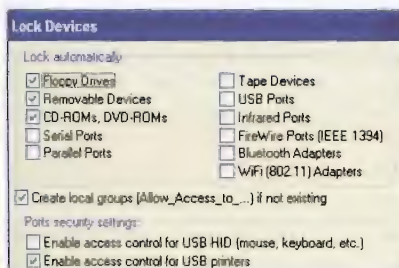 Lock Devices
Lock automatically
Floppy Drives
Removable Devices
CD-ROMs, DVD-ROMs
Serial Ports
Parallel Ports
Tape Devices
USB Ports
Infrared Ports
FireWire Ports (IEEE 1394)
Bluetooth Adapters
WiFi (802.11) Adapters
Create local groups (Allow_Access_to_...) if not existing
Ports security settings:
Enable access control for USB HID (mouse, keyboard, etc.)
Enable access control for USB printers